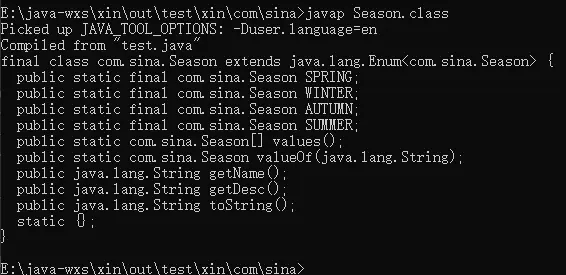 E:\java-wxs\xin\out\test\xin\com\sina>javap Season.class
Picked up JAVA_TOOL_OPTIONS: -Duser.language=en
Compiled from "test.java"
final class com.sina.Season extends java.lang.Enum<com.sina.Season> {
  public static final com.sina.Season SPRING;
  public static final com.sina.Season WINTER;
  public static final com.sina.Season AUTUMN;
  public static final com.sina.Season SUMMER;
  public static com.sina.Season[] values();
  public static com.sina.Season valueOf(java.lang.String);
  public java.lang.String getName();
  public java.lang.String getDesc();
  public java.lang.String toString();
  static {};
}
E:\java-wxs\xin\out\test\xin\com\sina>